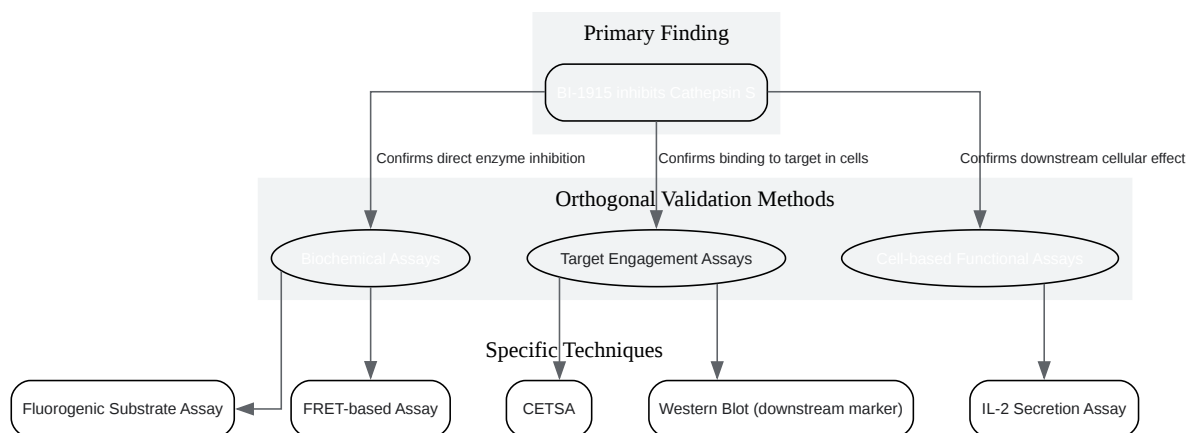 Primary Finding
BI-1915 inhibits Cathepsin S
Confirms direct enzyme inhibition
Confirms binding to target in cells
Confirms downstream cellular effect
Orthogonal Validation Methods
Biochemical Assays
Target Engagement Assays
Cell-based Functional Assays
Specific Techniques
Fluorogenic Substrate Assay
FRET-based Assay
CETSA
Western Blot (downstream marker)
IL-2 Secretion Assay